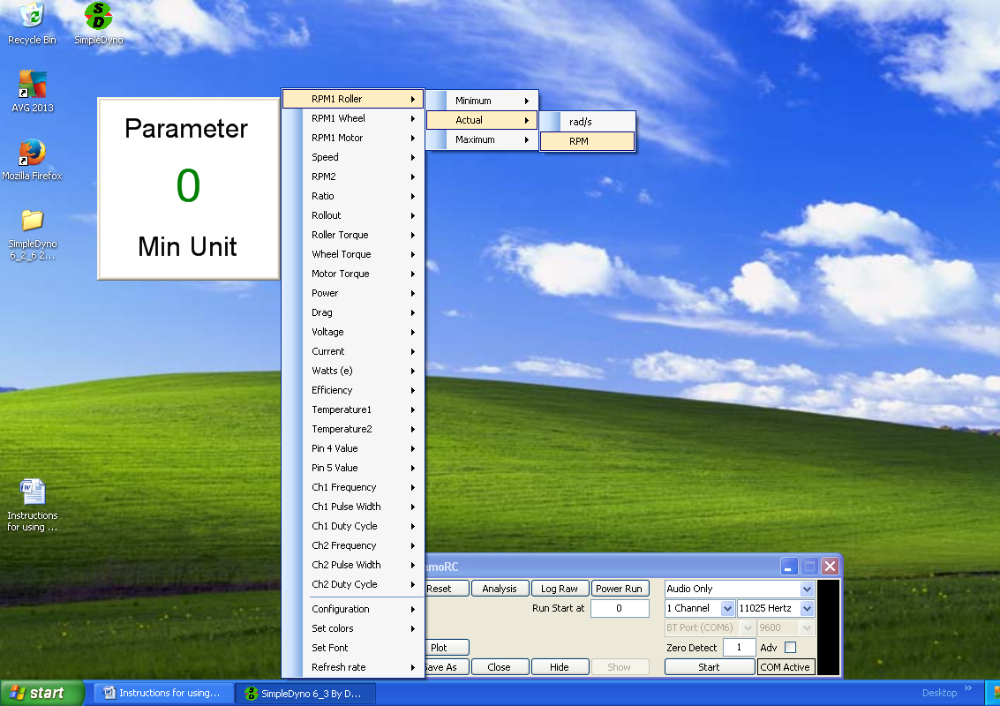 Recycle Bin
SimpleDyno
AVG 2013
Mozilla Firefox
SimpleDyno
6_2_6 2...
Instructions
for using ...
Parameter
0
Min Unit
RPM1 Roller
RPM1 Wheel
RPM1 Motor
Speed
RPM2
Ratio
Rollout
Roller Torque
Wheel Torque
Motor Torque
Power
Drag
Voltage
Current
Watts (e)
Efficiency
Temperature1
Temperature2
Pin 4 Value
Pin 5 Value
Ch1 Frequency
Ch1 Pulse Width
Ch1 Duty Cycle
Ch2 Frequency
Ch2 Pulse Width
Ch2 Duty Cycle
Configuration
Set colors
Set Font
Refresh rate
Minimum
Actual
Maximum
rad/s
RPM
amoRC
Reset Analysis Log Raw Power Run Audio Only
Run Start at 0 1 Channel 11025 Hertz
BT Port (COM6) 9600
Plot Zero Detect 1 Adv
Save As Close Hide Show Start COM Active
start Instructions for using... SimpleDyno 6_3 By D... Desktop »